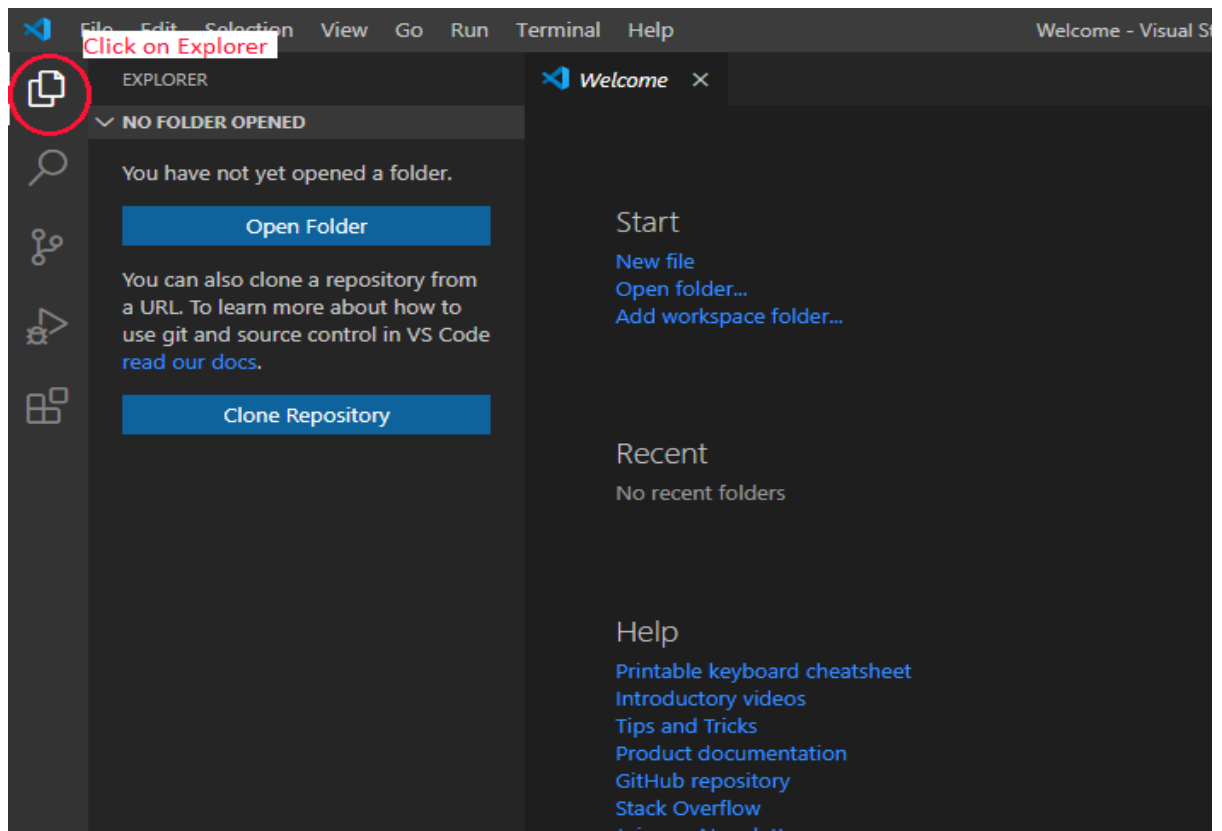 File Edit Selection View Go Run Terminal Help
Welcome - Visual St
Click on Explorer
EXPLORER
Welcome
NO FOLDER OPENED
You have not yet opened a folder.
Open Folder
You can also clone a repository from
a URL. To learn more about how to
use git and source control in VS Code
read our docs.
Clone Repository
Start
New file
Open folder...
Add workspace folder...
Recent
No recent folders
Help
Printable keyboard cheatsheet
Introductory videos
Tips and Tricks
Product documentation
GitHub repository
Stack Overflow